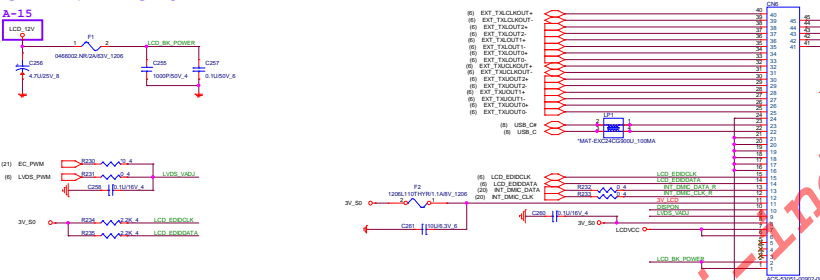 A-15
LCD_12V
F1
1
2
0466002.NR/2A/63V_1206
LCD_BK_POWER
C256
4.7U/25V_8
C255
1000P/50V_4
C257
0.1U/50V_6
(21) EC_PWM
R230
0_4
(6) LVDS_PWM
R231
0_4
LVDS_VADJ
C258
0.1U/16V_4
3V_S0
R234
2.2K_4
LCD_EDIDCLK
R235
2.2K_4
LCD_EDIDDATA
F2
1206L110THYR/1.1A/8V_1206
3V_S0
2
1
C261
10U/6.3V_6
CN6
(6) EXT_TXLCLKOUT+
(6) EXT_TXLCLKOUT-
(6) EXT_TXLOUT2+
(6) EXT_TXLOUT2-
(6) EXT_TXLOUT1+
(6) EXT_TXLOUT1-
(6) EXT_TXLOUT0+
(6) EXT_TXLOUT0-
(6) EXT_TXUCLKOUT+
(6) EXT_TXUCLKOUT-
(6) EXT_TXUOUT2+
(6) EXT_TXUOUT2-
(6) EXT_TXUOUT1+
(6) EXT_TXUOUT1-
(6) EXT_TXUOUT0+
(6) EXT_TXUOUT0-
LP1
(8) USB_C#
(8) USB_C
*MAT-EXC24CG900U_100MA
(6) LCD_EDIDCLK
LCD_EDIDCLK
(6) LCD_EDIDDATA
LCD_EDIDDATA
(20) INT_DMIC_DATA
R232
0_4
INT_DMIC_DATA_R
(20) INT_DMIC_CLK
R233
0_4
INT_DMIC_CLK_R
3V_LCD
DISPON
LVDS_VADJ
C260
0.1U/16V_4
3V_S0
LCDVCC
LCD_BK_POWER